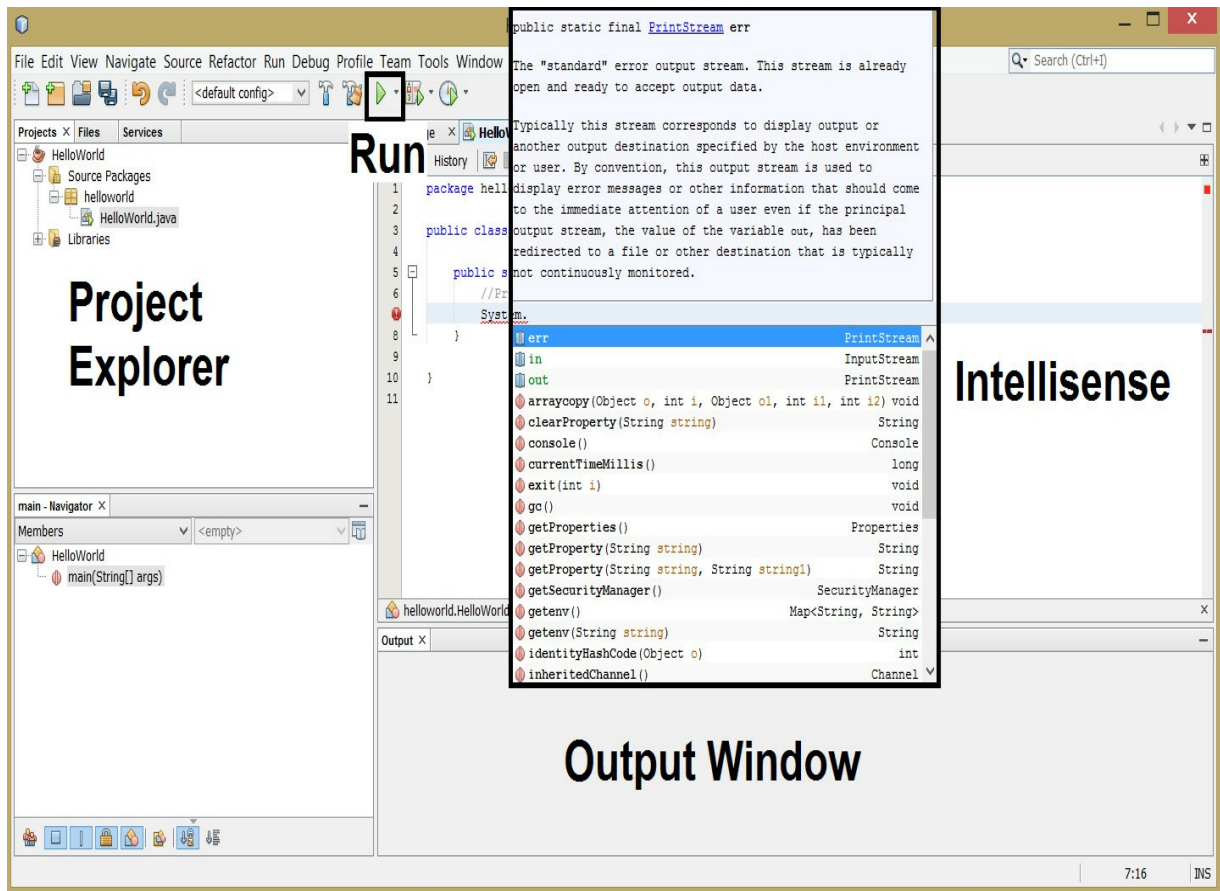 File Edit View Navigate Source Refactor Run Debug Profile Team Tools Window
Search (Ctrl+I)
<default config>
Run
Projects Files Services
HelloWorld
Source Packages
helloworld
HelloWorld.java
Libraries
Project
Explorer
main - Navigator
Members <empty>
HelloWorld
main(String[] args)
History
1 package hell
2
3 public class
4
5 public s
6 //Pr
System.
8 }
9
10 }
11
helloworld.HelloWorld
public static final PrintStream err
The "standard" error output stream. This stream is already
open and ready to accept output data.
Typically this stream corresponds to display output or
another output destination specified by the host environment
or user. By convention, this output stream is used to
display error messages or other information that should come
to the immediate attention of a user even if the principal
output stream, the value of the variable out, has been
redirected to a file or other destination that is typically
not continuously monitored.
err PrintStream
in InputStream
out PrintStream
arraycopy(Object o, int i, Object o1, int i1, int i2) void
clearProperty(String string) String
console() Console
currentTimeMillis() long
exit(int i) void
gc() void
getProperties() Properties
getProperty(String string) String
getProperty(String string, String string1) String
getSecurityManager() SecurityManager
getenv() Map<String, String>
getenv(String string) String
identityHashCode(Object o) int
inheritedChannel() Channel
Intellisense
Output
Output Window
7:16 INS